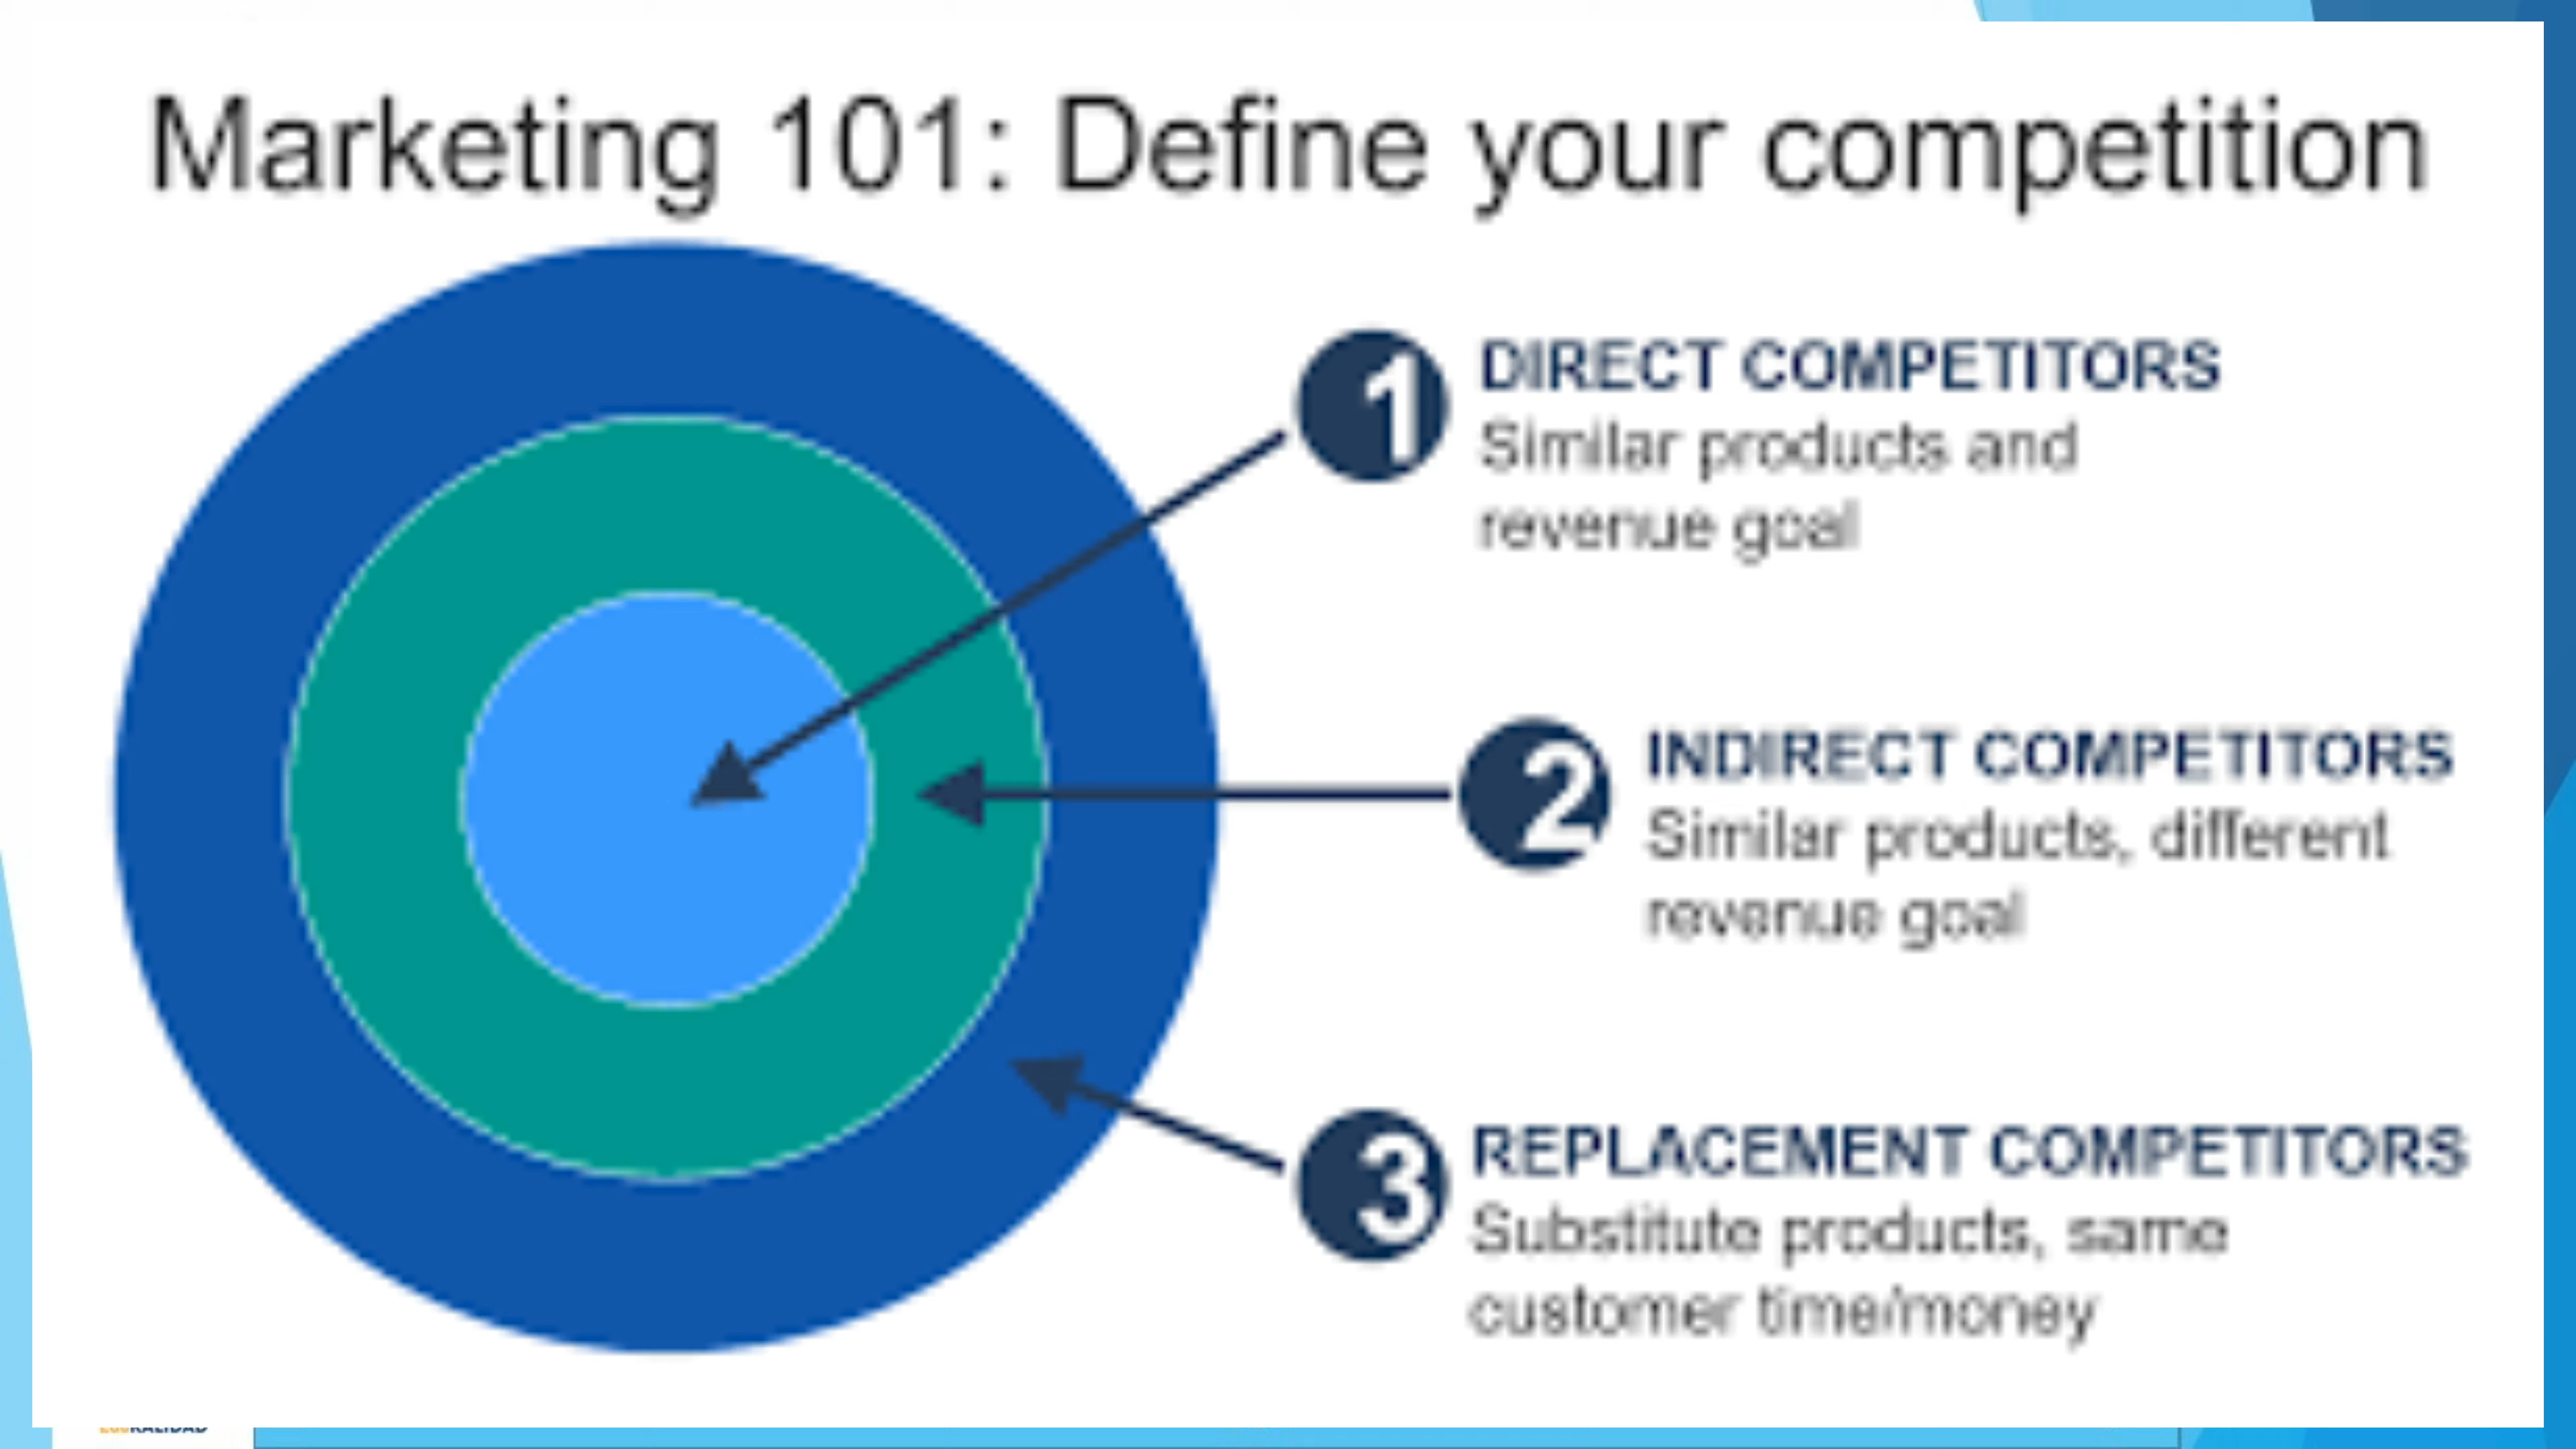 Marketing 101: Define your competition
1
DIRECT COMPETITORS
Similar products and
revenue goal
2
INDIRECT COMPETITORS
Similar products, different
revenue goal
3
REPLACEMENT COMPETITORS
Substitute products, same
customer time/money